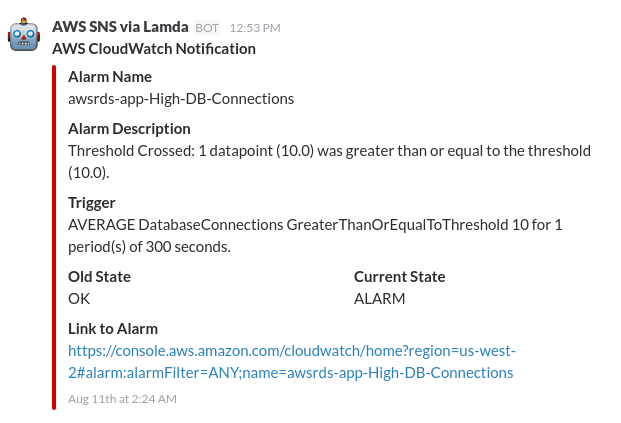 AWS SNS via Lamda BOT 12:53 PM
AWS CloudWatch Notification
Alarm Name
awsrds-app-High-DB-Connections
Alarm Description
Threshold Crossed: 1 datapoint (10.0) was greater than or equal to the threshold
(10.0).
Trigger
AVERAGE DatabaseConnections GreaterThanOrEqualToThreshold 10 for 1
period(s) of 300 seconds.
Old State Current State
OK ALARM
Link to Alarm
https://console.aws.amazon.com/cloudwatch/home?region=us-west-
2#alarm:alarmFilter=ANY;name=awsrds-app-High-DB-Connections
Aug 11th at 2:24 AM